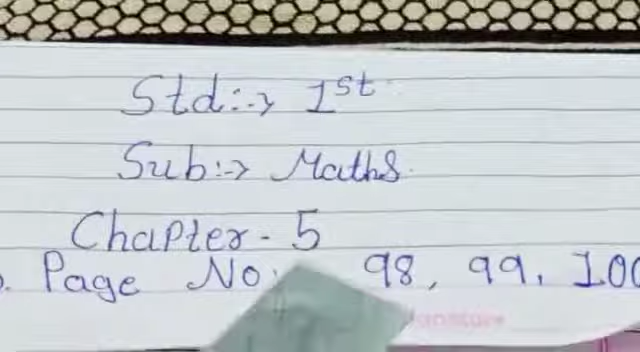 Std:→ 1st
Sub:→ Maths.
Chapter - 5
Page No: 98, 99, 100